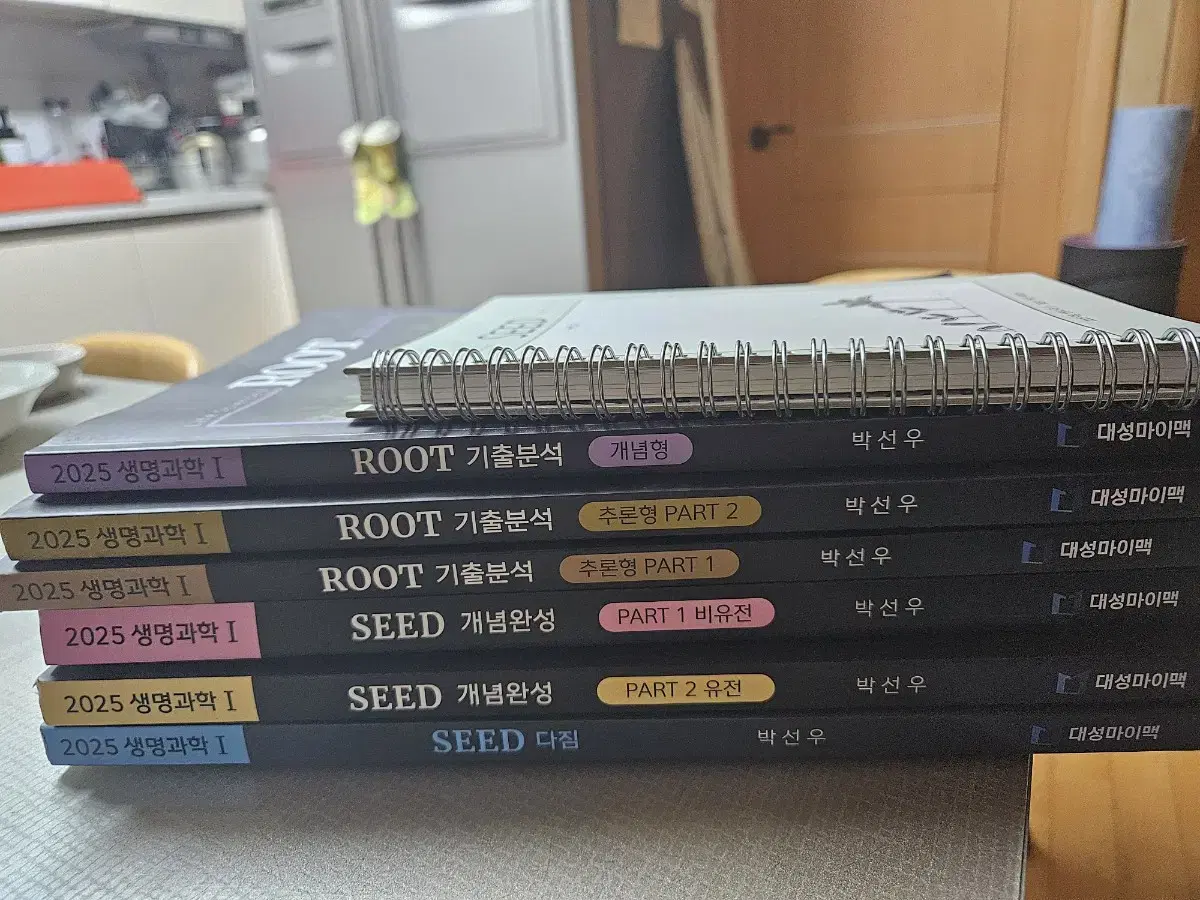 SEED
ROOT
2025 생명과학 I ROOT 기출분석 개념형 박선우 대성마이맥
2025 생명과학 I ROOT 기출분석 추론형 PART 2 박선우 대성마이맥
2025 생명과학 I ROOT 기출분석 추론형 PART 1 박선우 대성마이맥
2025 생명과학 I SEED 개념완성 PART 1 비유전 박선우 대성마이맥
2025 생명과학 I SEED 개념완성 PART 2 유전 박선우 대성마이맥
2025 생명과학 I SEED 다짐 박선우 대성마이맥